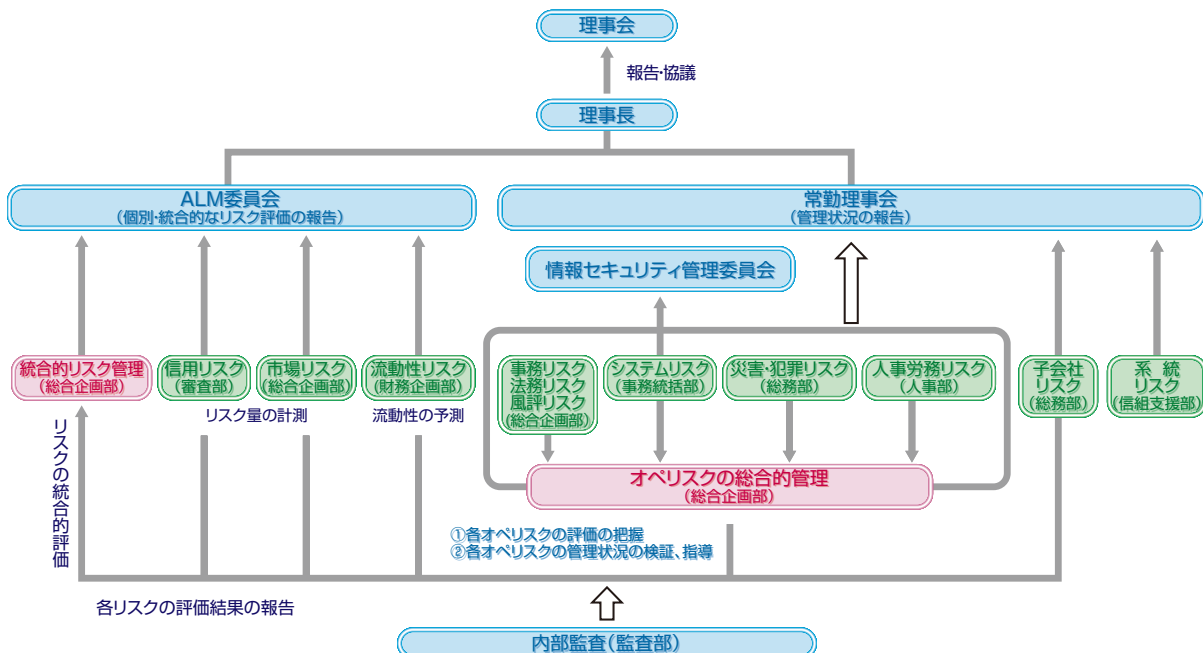 理事会
報告・協議
理事長
ALM委員会
（個別・統合的なリスク評価の報告）
常勤理事会
（管理状況の報告）
情報セキュリティ管理委員会
統合的リスク管理
（総合企画部）
信用リスク
（審査部）
市場リスク
（総合企画部）
流動性リスク
（財務企画部）
事務リスク
法務リスク
風評リスク
（総合企画部）
システムリスク
（事務統括部）
災害・犯罪リスク
（総務部）
人事労務リスク
（人事部）
子会社
リスク
（総務部）
系統
リスク
（信組支援部）
リスク量の計測
流動性の予測
リスクの統合的評価
オペリスクの総合的管理
（総合企画部）
①各オペリスクの評価の把握
②各オペリスクの管理状況の検証、指導
各リスクの評価結果の報告
内部監査（監査部）